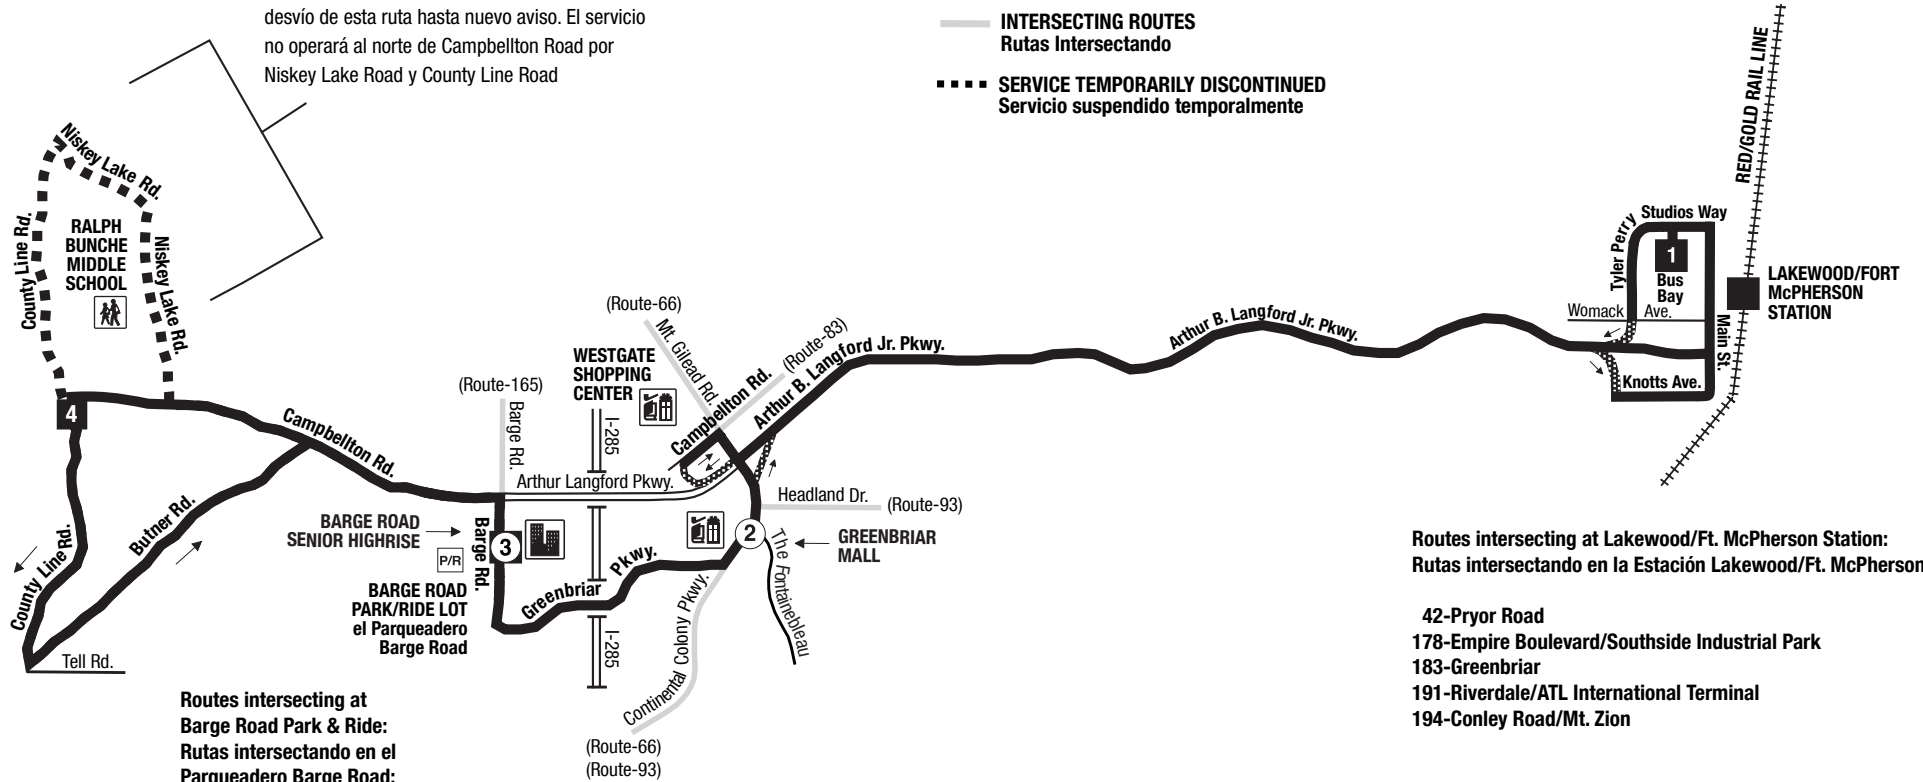 desvío de esta ruta hasta nuevo aviso. El servicio
no operará al norte de Campbellton Road por
Niskey Lake Road y County Line Road
INTERSECTING ROUTES
Rutas Intersectando
SERVICE TEMPORARILY DISCONTINUED
Servicio suspendido temporalmente
RED/GOLD RAIL LINE
Niskey Lake Rd.
County Line Rd.
RALPH
BUNCHE
MIDDLE
SCHOOL
Niskey Lake Rd.
Studios Way
Tyler Perry
1
Bus
Bay
LAKEWOOD/FORT
McPHERSON
STATION
Womack Ave.
Main St.
Knotts Ave.
Arthur B. Langford Jr. Pkwy.
(Route-66)
Mt. Gilead Rd.
(Route-83)
Arthur B. Langford Jr. Pkwy.
Campbellton Rd.
WESTGATE
SHOPPING
CENTER
I-285
(Route-165)
Barge Rd.
4
Campbellton Rd.
Arthur Langford Pkwy.
Headland Dr.
(Route-93)
BARGE ROAD
SENIOR HIGHRISE
P/R
Barge Rd.
3
2
GREENBRIAR
MALL
The Fontainebleau
Butner Rd.
County Line Rd.
Tell Rd.
BARGE ROAD
PARK/RIDE LOT
el Parqueadero
Barge Road
Greenbriar Pkwy.
I-285
Continental Colony Pkwy.
(Route-66)
(Route-93)
Routes intersecting at
Barge Road Park & Ride:
Rutas intersectando en el
Parqueadero Barge Road:
Routes intersecting at Lakewood/Ft. McPherson Station:
Rutas intersectando en la Estación Lakewood/Ft. McPherson
42-Pryor Road
178-Empire Boulevard/Southside Industrial Park
183-Greenbriar
191-Riverdale/ATL International Terminal
194-Conley Road/Mt. Zion